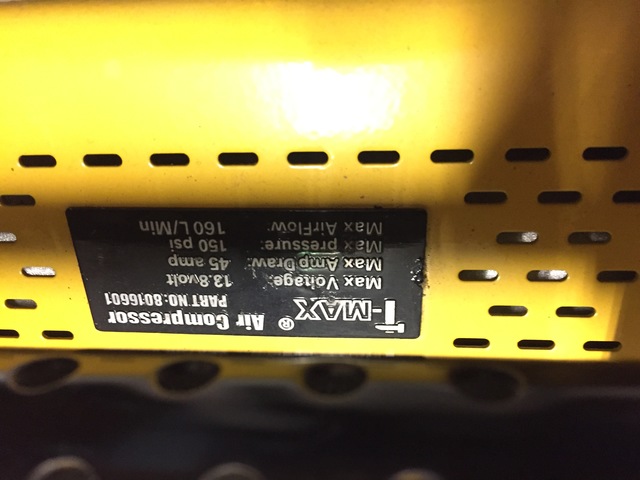 T-MAX® Air Compressor
PART NO:8016601
Max Voltage: 13.8volt
Max Amp Draw: 45 amp
Max pressure: 150 psi
Max AirFlow: 160 L/Min